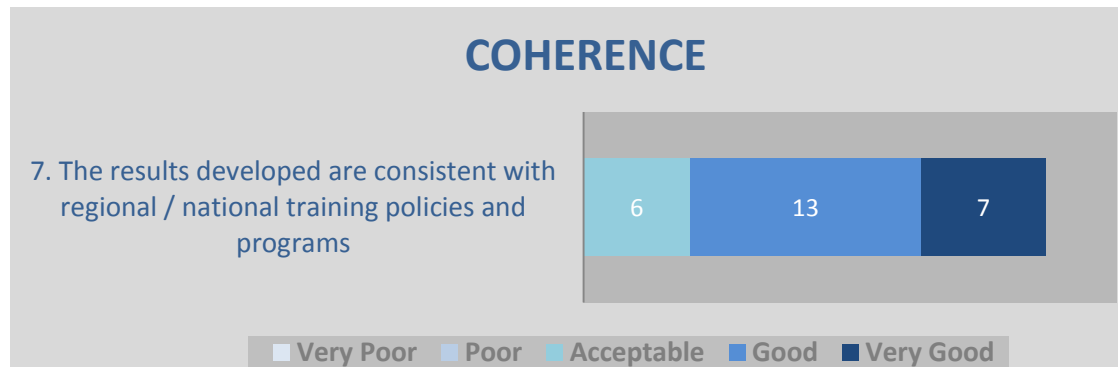 COHERENCE
7. The results developed are consistent with
regional / national training policies and
programs
6 13 7
Very Poor Poor Acceptable Good Very Good